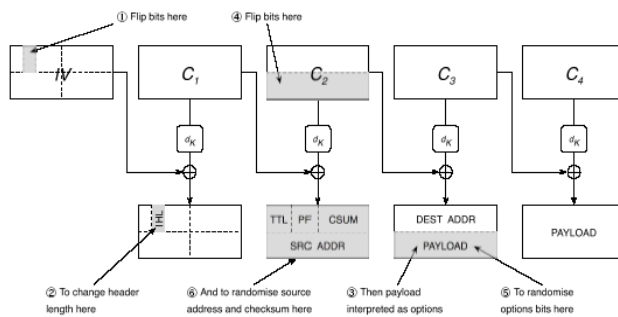 ① Flip bits here
④ Flip bits here
IV
C1
C2
C3
C4
dK
dK
dK
dK
IHL
TTL PF CSUM
SRC ADDR
DEST ADDR
PAYLOAD
PAYLOAD
② To change header
length here
⑥ And to randomise source
address and checksum here
③ Then payload
interpreted as options
⑤ To randomise
options bits here